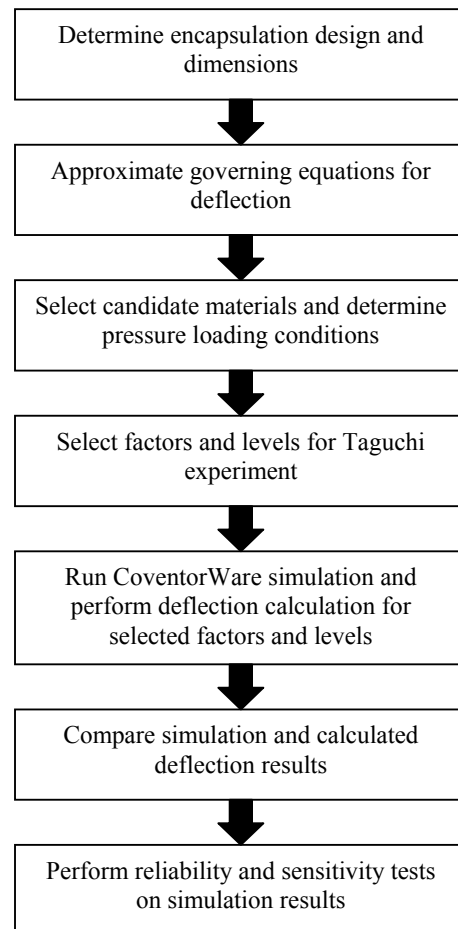 Determine encapsulation design and
dimensions
Approximate governing equations for
deflection
Select candidate materials and determine
pressure loading conditions
Select factors and levels for Taguchi
experiment
Run CoventorWare simulation and
perform deflection calculation for
selected factors and levels
Compare simulation and calculated
deflection results
Perform reliability and sensitivity tests
on simulation results